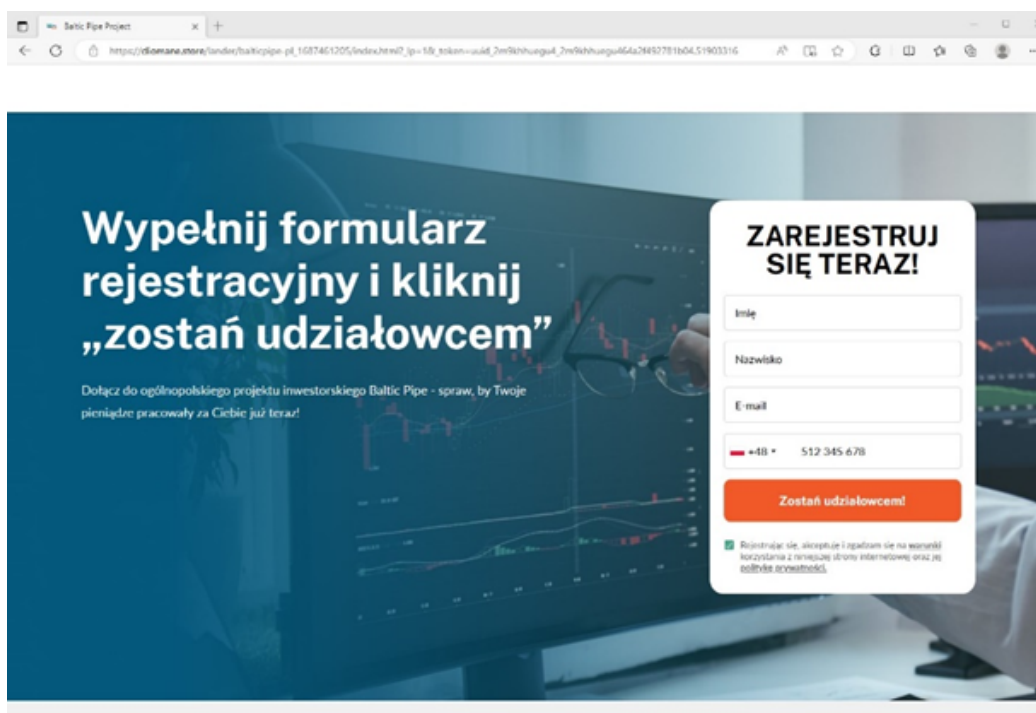 Baltic Pipe Project
Wypełnij formularz
rejestracyjny i kliknij
„zostań udziałowcem”
Dołącz do ogólnopolskiego projektu inwestorskiego Baltic Pipe - spraw, by Twoje
pieniądze pracowały za Ciebie już teraz!
ZAREJESTRUJ
SIĘ TERAZ!
Imię
Nazwisko
E-mail
+48 512 345 678
Zostań udziałowcem!
Rejestrując się, akceptuję i zgadzam się na warunki
korzystania z niniejszej strony internetowej oraz jej
politykę prywatności.